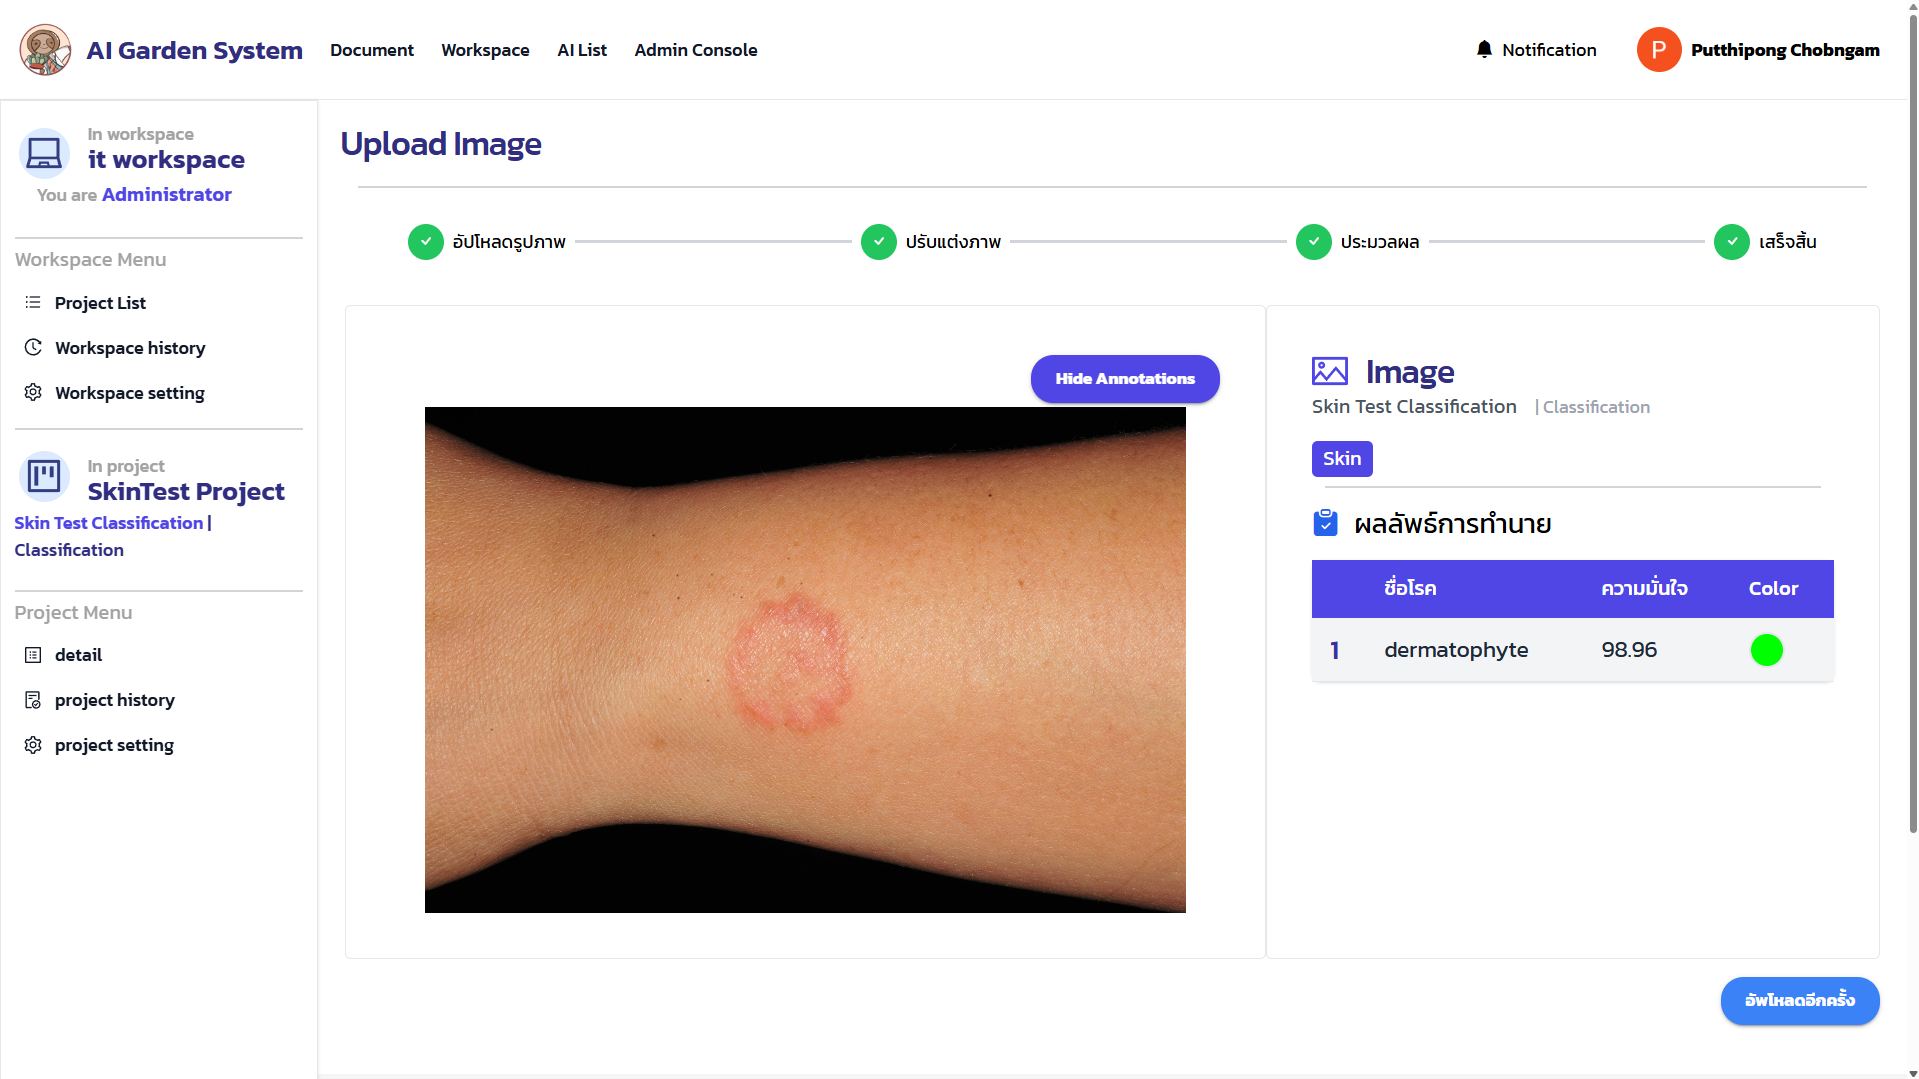 AI Garden System
Document
Workspace
AI List
Admin Console
Notification
P
Putthipong Chobngam
In workspace
it workspace
You are Administrator
Workspace Menu
Project List
Workspace history
Workspace setting
In project
SkinTest Project
Skin Test Classification |
Classification
Project Menu
detail
project history
project setting
Upload Image
อัปโหลดรูปภาพ
ปรับแต่งภาพ
ประมวลผล
เสร็จสิ้น
Hide Annotations
Image
Skin Test Classification | Classification
Skin
ผลลัพธ์การทำนาย
ชื่อโรค ความมั่นใจ Color
1 dermatophyte 98.96
อัพโหลดอีกครั้ง